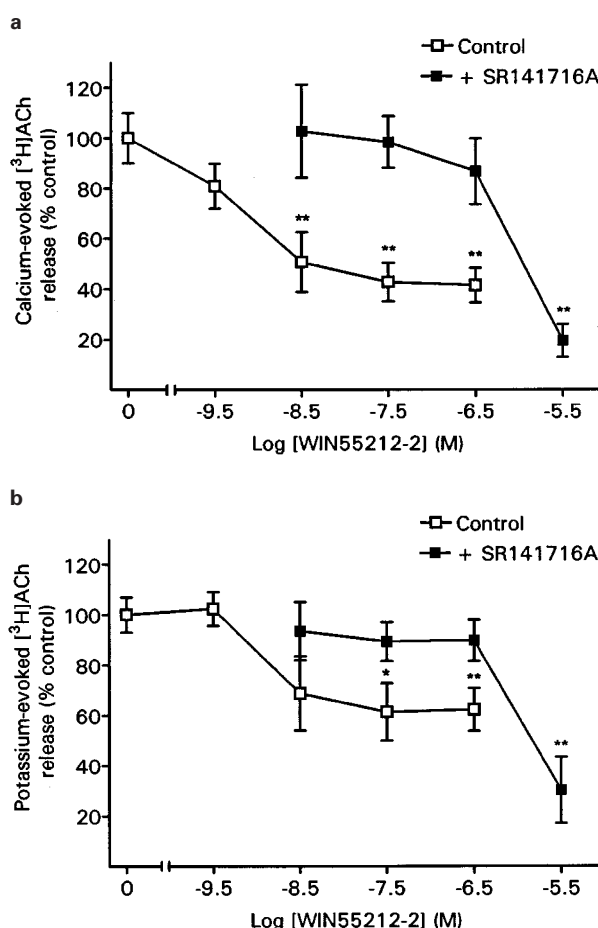 a
Control
+ SR141716A
Calcium-evoked [³H]ACh
release (% control)
120
100
80
60
40
20
**
**
**
**
0
-9.5
-8.5
-7.5
-6.5
-5.5
Log [WIN55212-2] (M)
b
Control
+ SR141716A
Potassium-evoked [³H]ACh
release (% control)
120
100
80
60
40
20
*
**
**
0
-9.5
-8.5
-7.5
-6.5
-5.5
Log [WIN55212-2] (M)